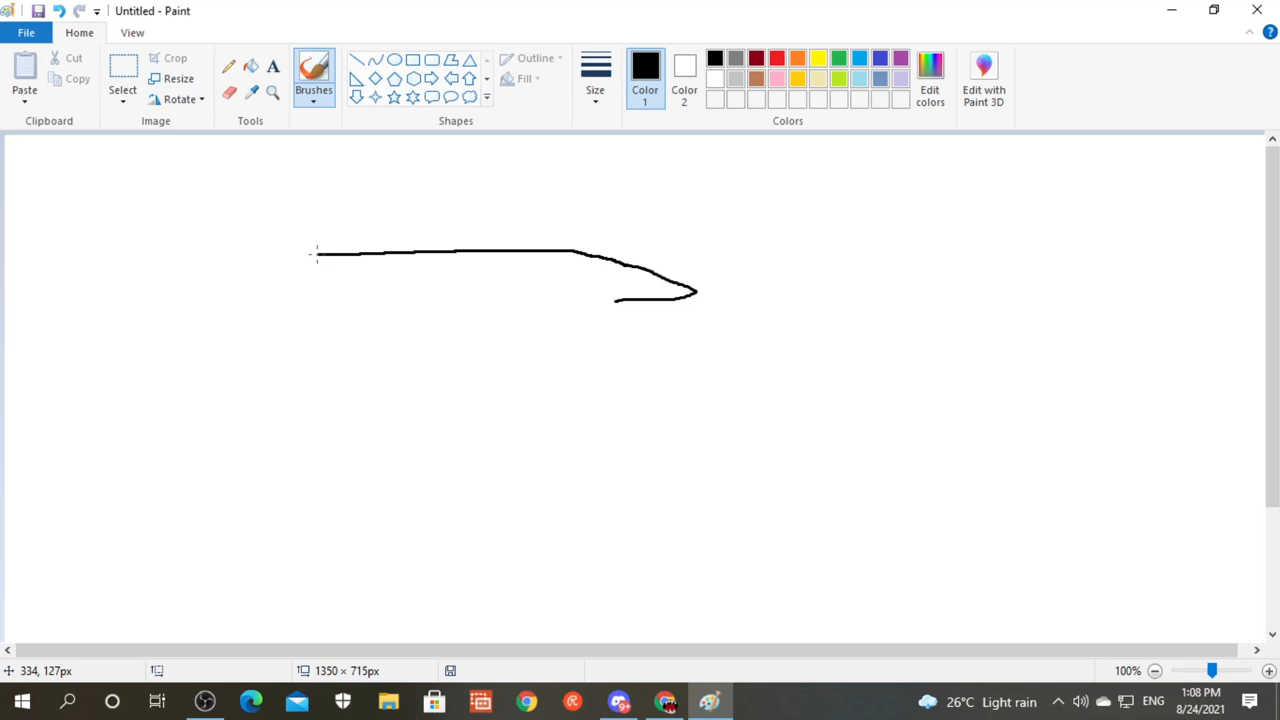 Untitled - Paint
File Home View
Paste
Cut
Copy
Clipboard
Select
Crop
Resize
Rotate
Image
A
Tools
Brushes
Shapes
Outline
Fill
Size
Color 1
Color 2
Colors
Edit colors
Edit with Paint 3D
334, 127px
1350 × 715px
100%
26°C Light rain
ENG
1:08 PM
8/24/2021